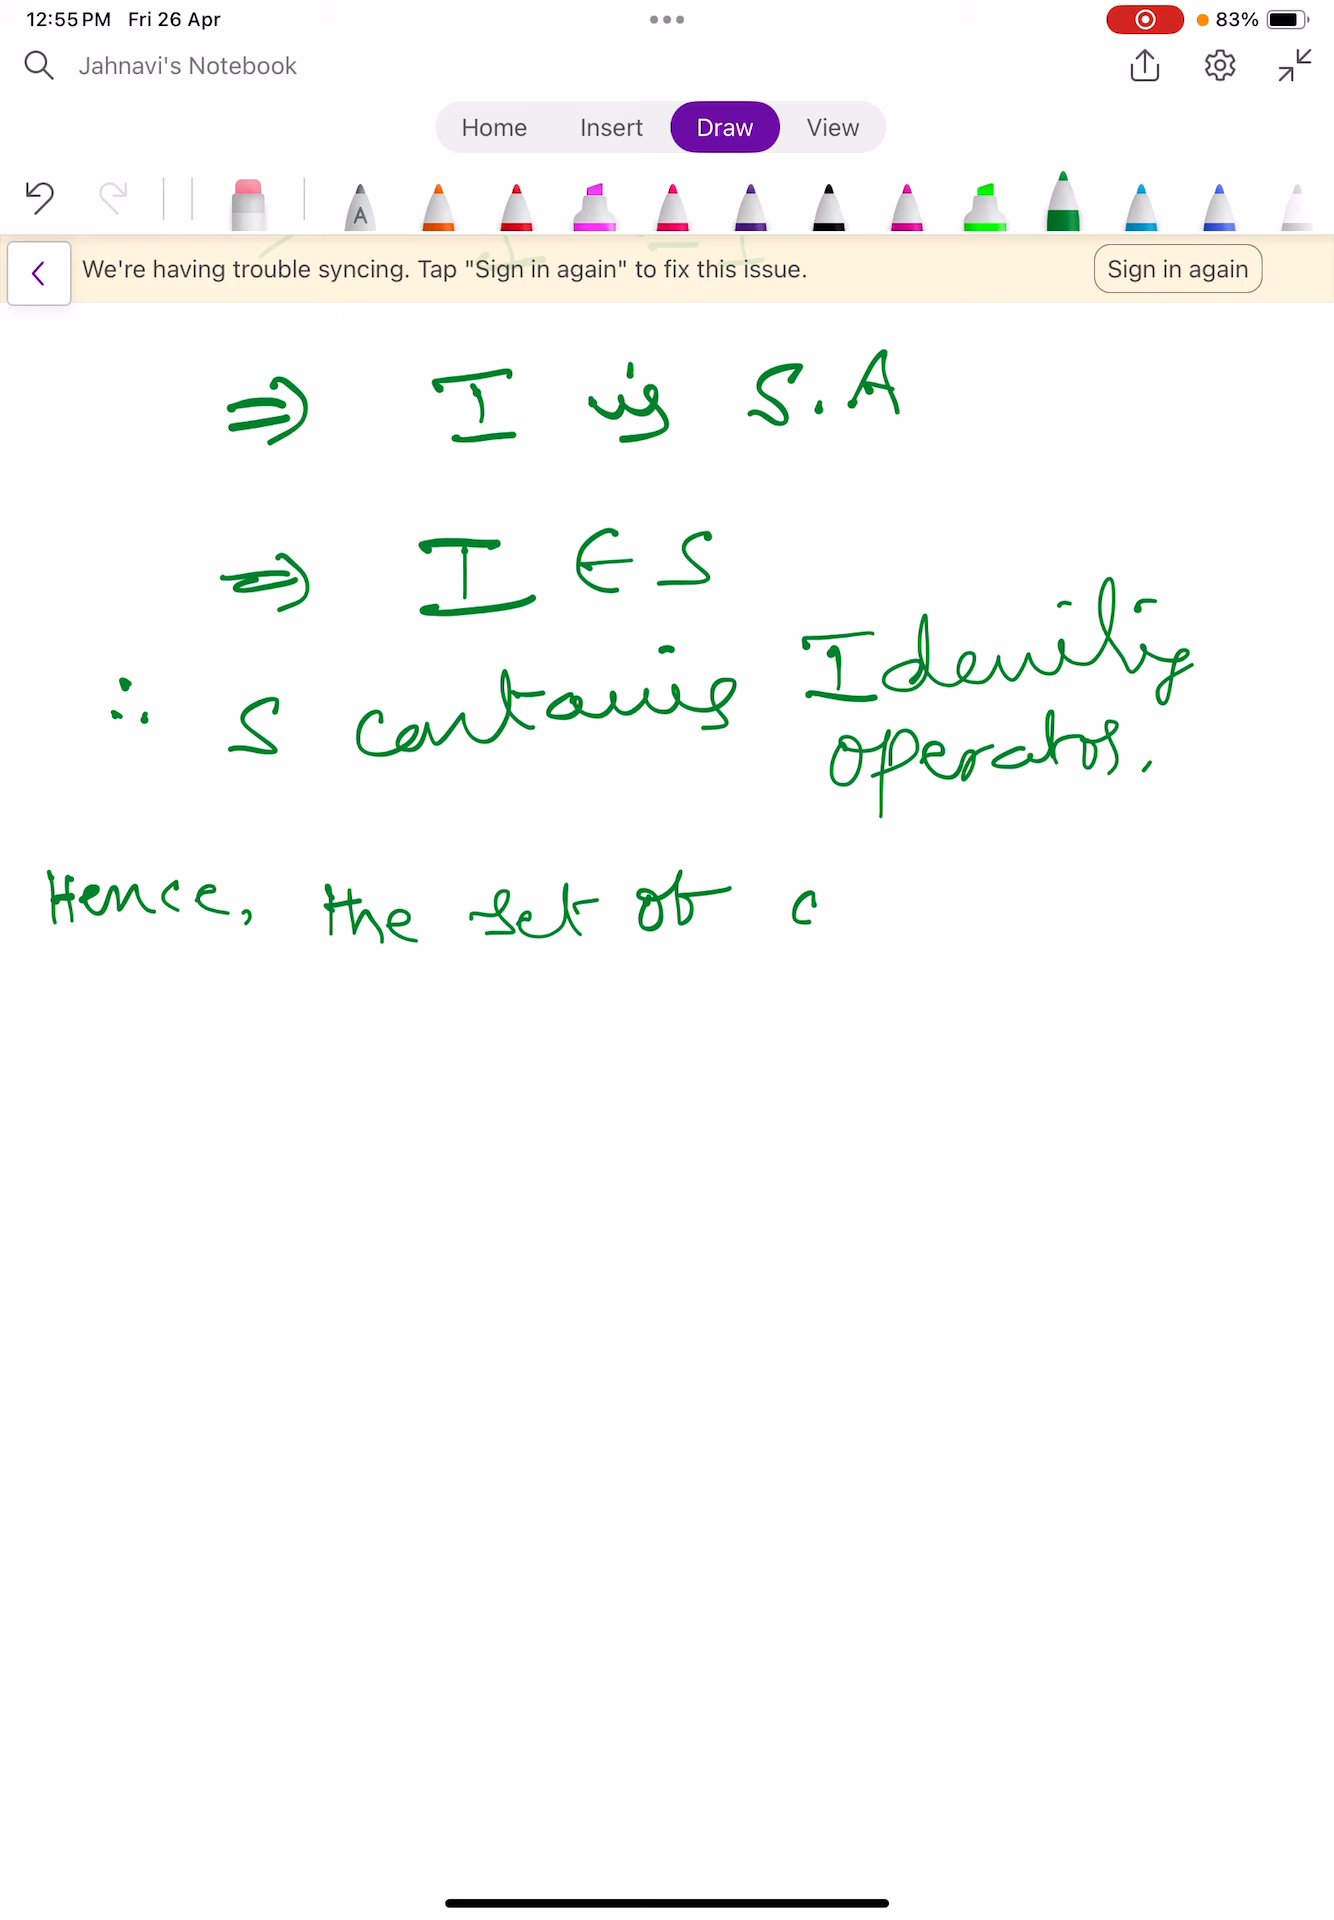 12:55 PM Fri 26 Apr 83%
Jahnavi's Notebook
Home Insert Draw View
A
We're having trouble syncing. Tap "Sign in again" to fix this issue. Sign in again
⇒ I is S.A
⇒ I ∈ S
∴ S contains Identity
operator.
Hence, the set of a